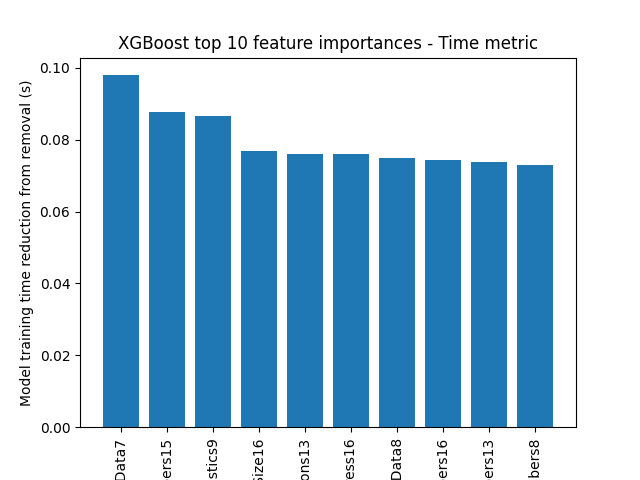 XGBoost top 10 feature importances - Time metric
Model training time reduction from removal (s)
0.10
0.08
0.06
0.04
0.02
0.00
Data7
ers15
stics9
Size16
ons13
ess16
Data8
ers16
ers13
bers8